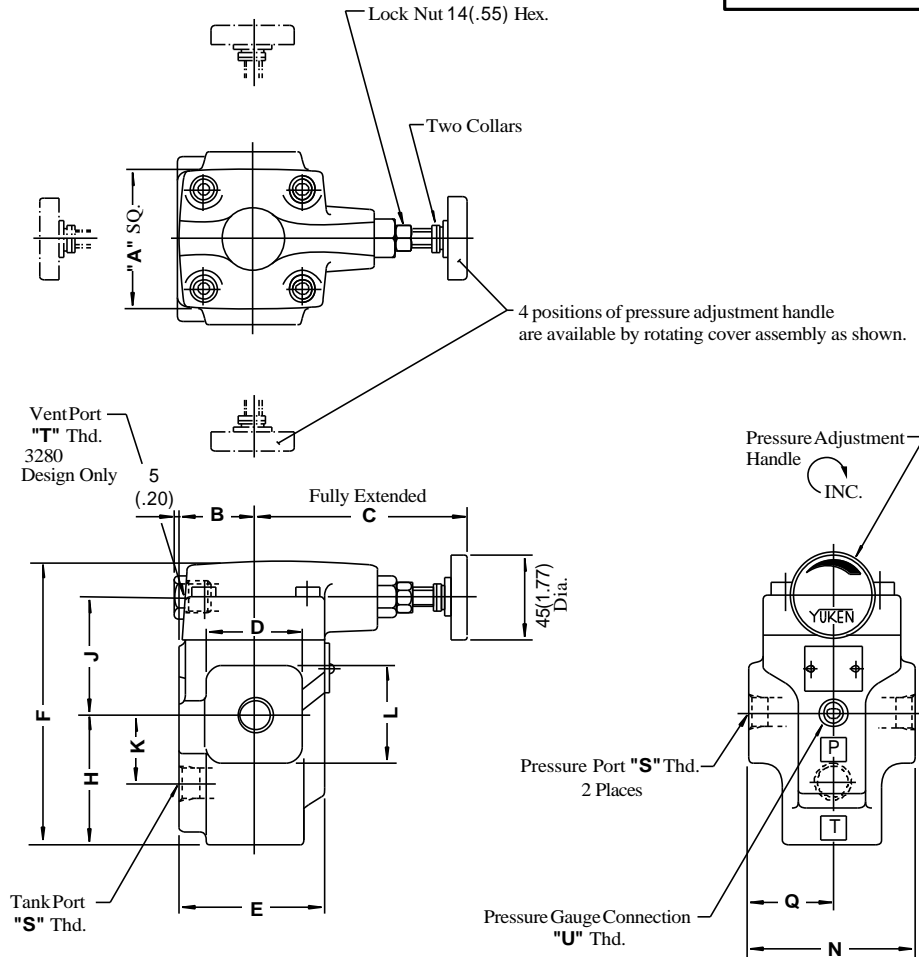 Lock Nut 14(.55) Hex.
Two Collars
"A" SQ.
4 positions of pressure adjustment handle
are available by rotating cover assembly as shown.
Vent Port
"T" Thd.
3280
Design Only
5
(.20)
Fully Extended
B
C
45(1.77)
Dia.
D
J
F
L
K
H
E
Tank Port
"S" Thd.
Pressure Adjustment
Handle
INC.
YUKEN
Pressure Port "S" Thd.
2 Places
P
T
Pressure Gauge Connection
"U" Thd.
Q
N